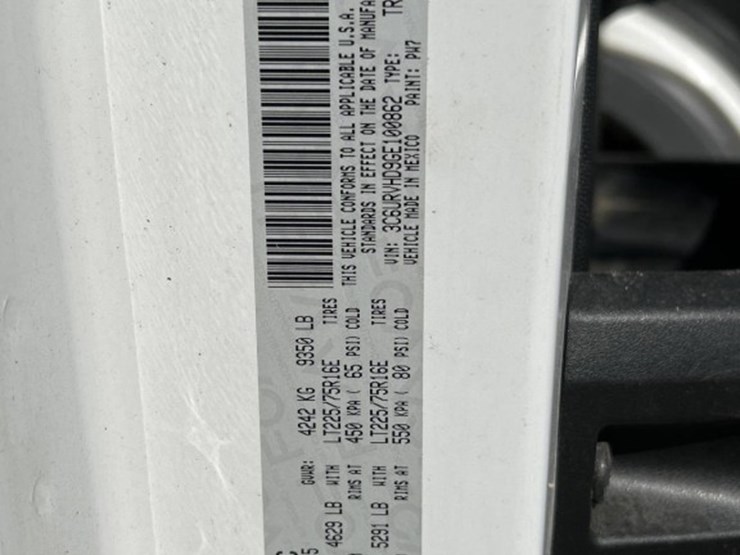 GVWR: 4242 KG 9350 LB
4629 LB WITH LT225/75R16E TIRES
RIMS AT 450 KPA ( 65 PSI) COLD
5291 LB WITH LT225/75R16E TIRES
RIMS AT 550 KPA ( 80 PSI) COLD
THIS VEHICLE CONFORMS TO ALL APPLICABLE U.S.A.
STANDARDS IN EFFECT ON THE DATE OF MANUFA
VIN: 3C6URVHD9GE100862 TYPE: TR
VEHICLE MADE IN MEXICO PAINT: PW7